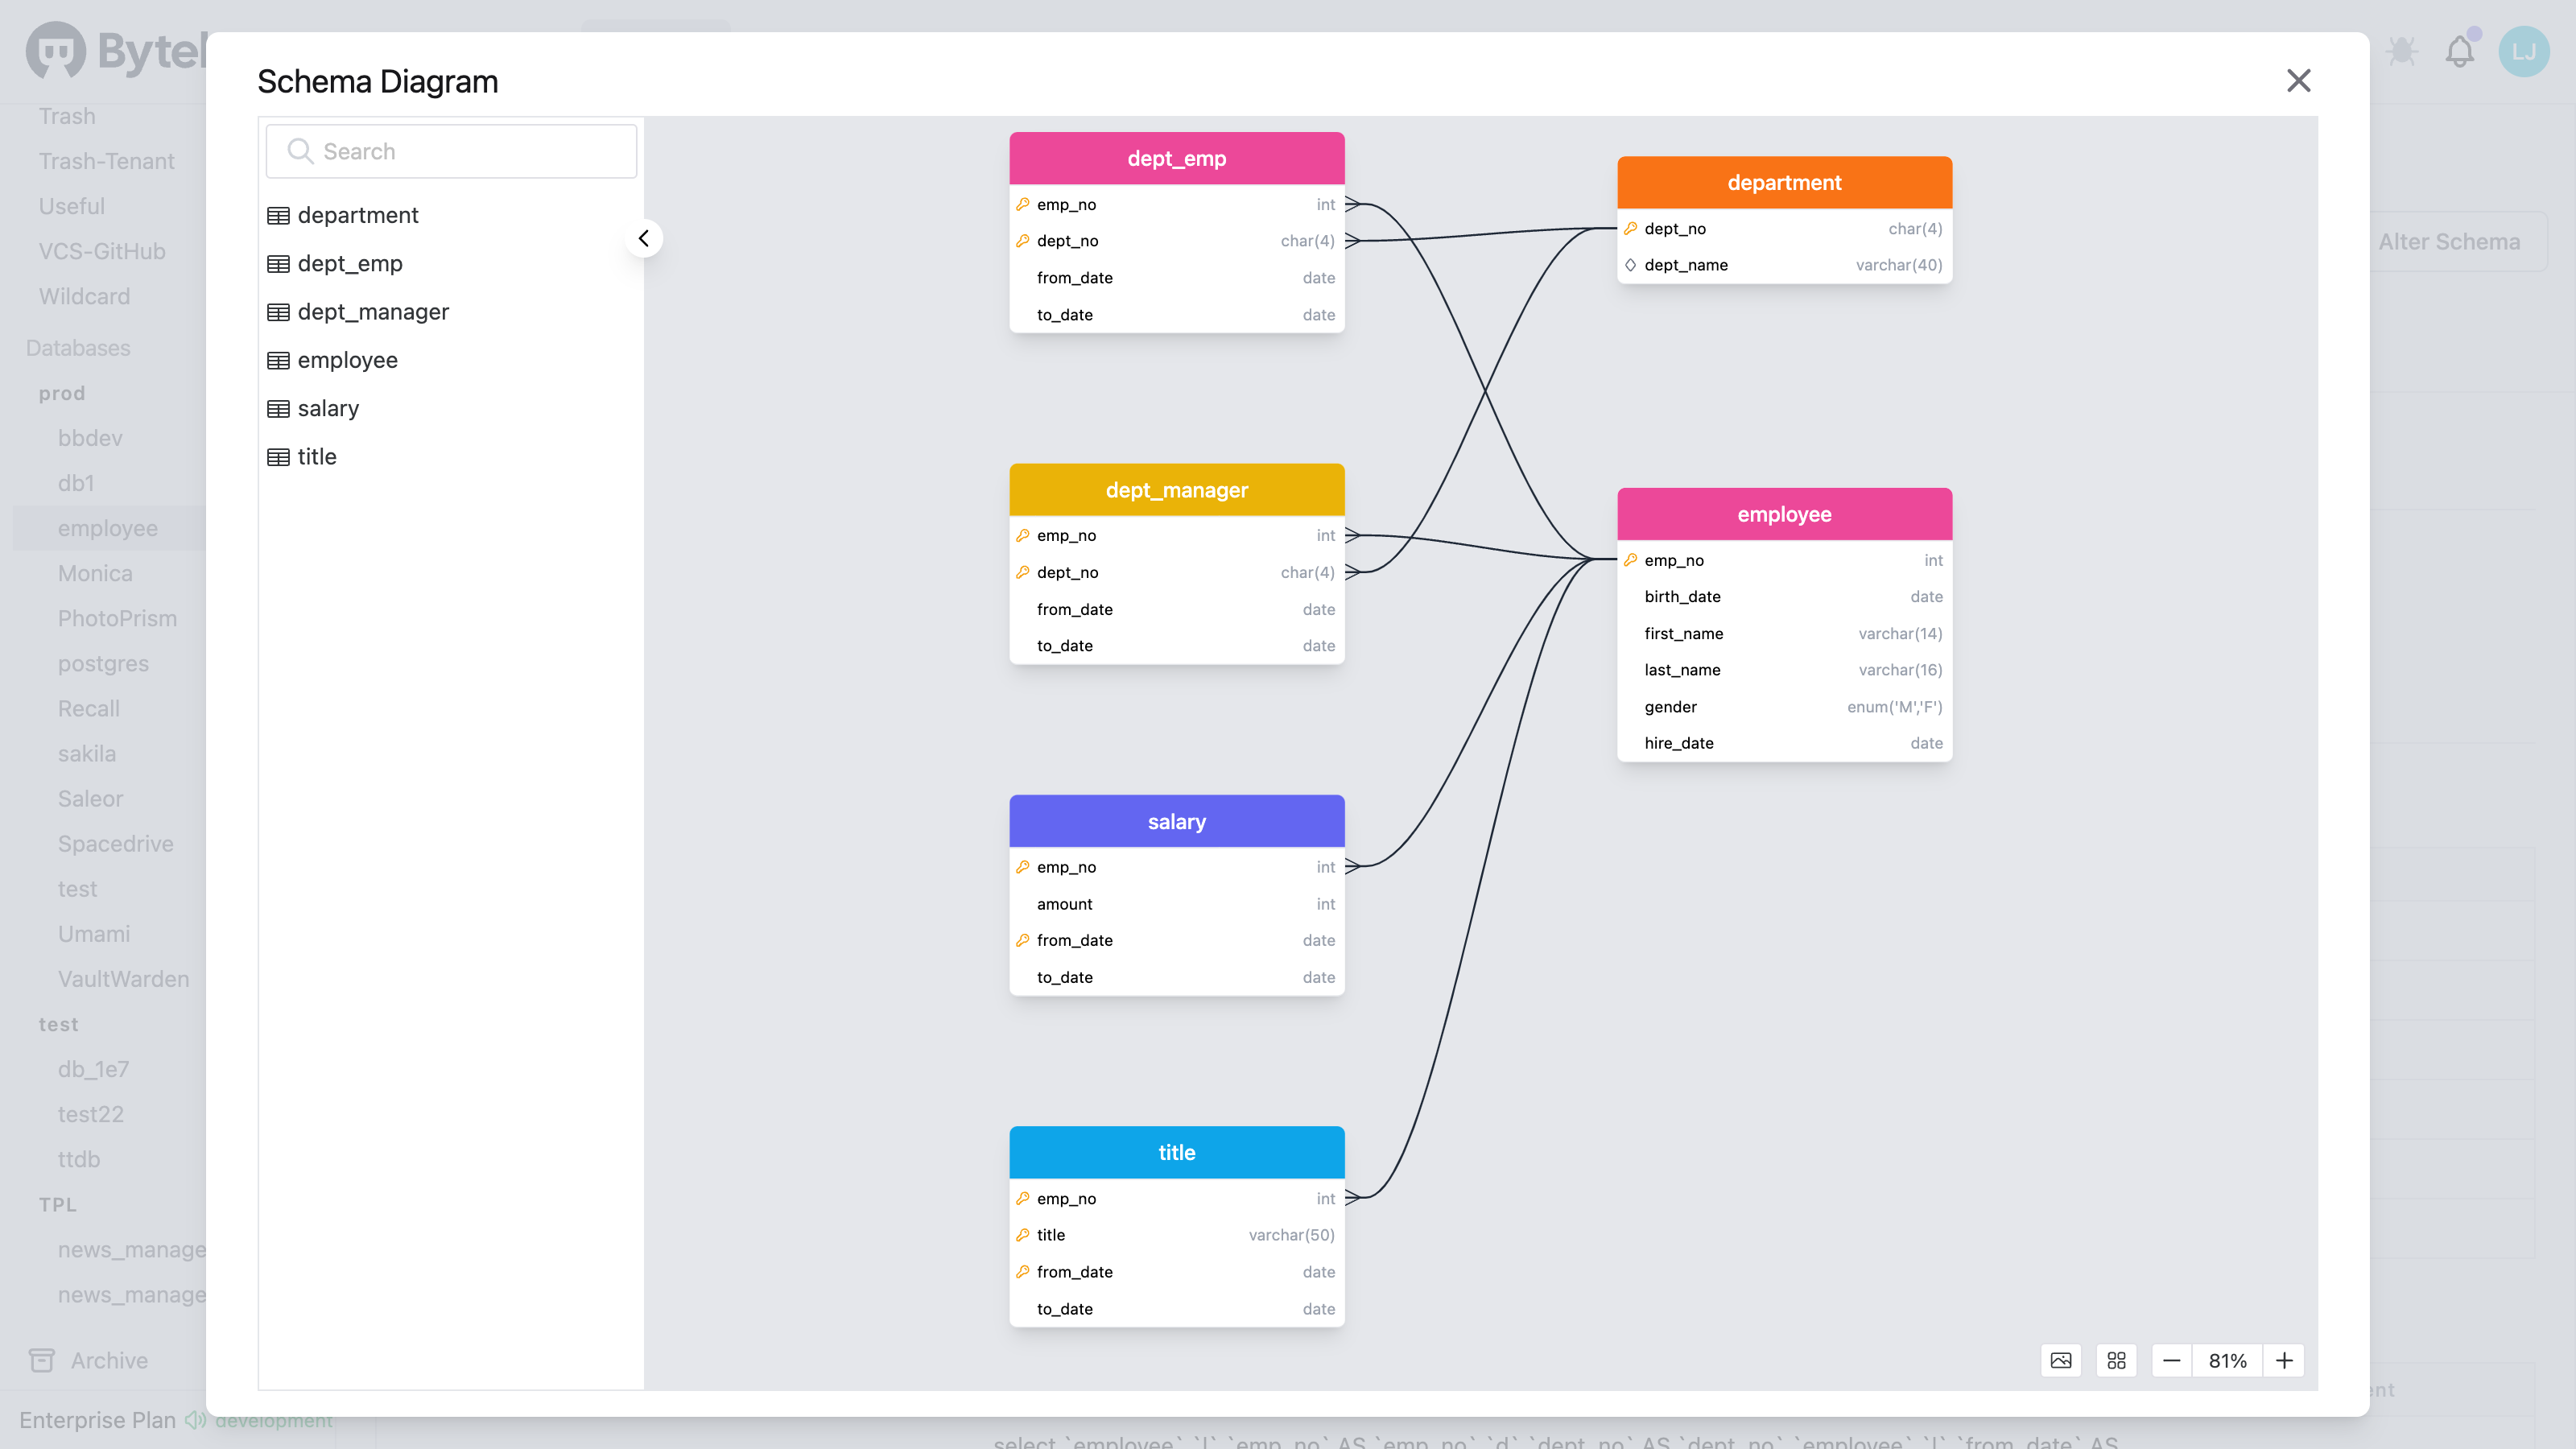 Bytel
LJ
Trash
Trash-Tenant
Useful
VCS-GitHub
Wildcard
Databases
prod
bbdev
db1
employee
Monica
PhotoPrism
postgres
Recall
sakila
Saleor
Spacedrive
test
Umami
VaultWarden
test
db_1e7
test22
ttdb
TPL
news_manage
news_manage
Archive
Enterprise Plan
development
Alter Schema
Schema Diagram
Search
department
dept_emp
dept_manager
employee
salary
title
dept_emp
emp_no int
dept_no char(4)
from_date date
to_date date
department
dept_no char(4)
dept_name varchar(40)
dept_manager
emp_no int
dept_no char(4)
from_date date
to_date date
employee
emp_no int
birth_date date
first_name varchar(14)
last_name varchar(16)
gender enum('M','F')
hire_date date
salary
emp_no int
amount int
from_date date
to_date date
title
emp_no int
title varchar(50)
from_date date
to_date date
81%
nt
select `employee`.`l`.`emp_no` AS `emp_no`,`d`.`dept_no` AS `dept_no`,`employee`.`l`.`from_date` AS